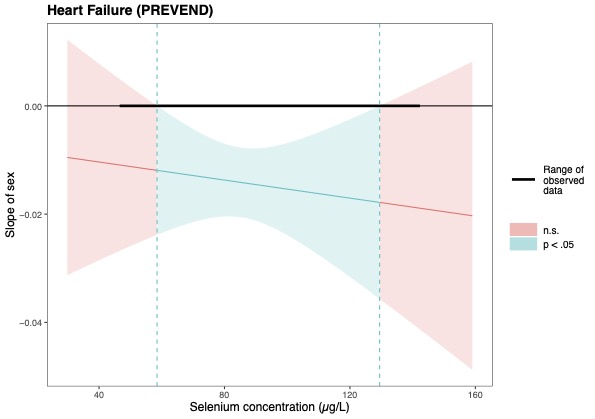 Heart Failure (PREVEND)
0.00
−0.02
−0.04
Slope of sex
40
80
120
160
Selenium concentration (μg/L)
Range of
observed
data
n.s.
p < .05